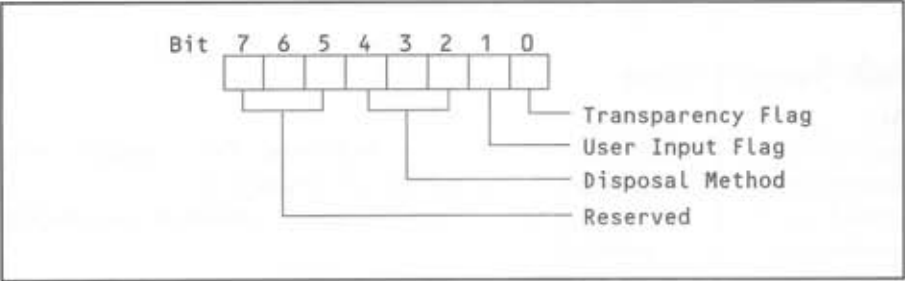 Bit 7 6 5 4 3 2 1 0
Transparency Flag
User Input Flag
Disposal Method
Reserved